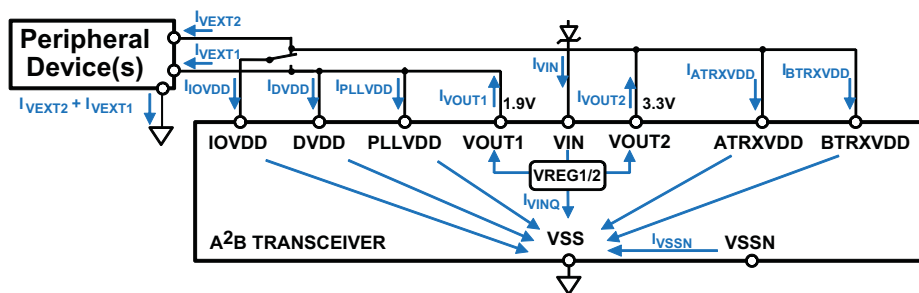 IVEXT2
Peripheral
Device(s)
IVEXT1
IVEXT2 + IVEXT1
IIOVDD
IDVDD
IPLLVDD
IVOUT1
1.9V
IVIN
IVOUT2
3.3V
IATRXVDD
IBTRXVDD
IOVDD
DVDD
PLLVDD
VOUT1
VIN
VOUT2
ATRXVDD
BTRXVDD
VREG1/2
IVINQ
A2B TRANSCEIVER
VSS
IVSSN
VSSN